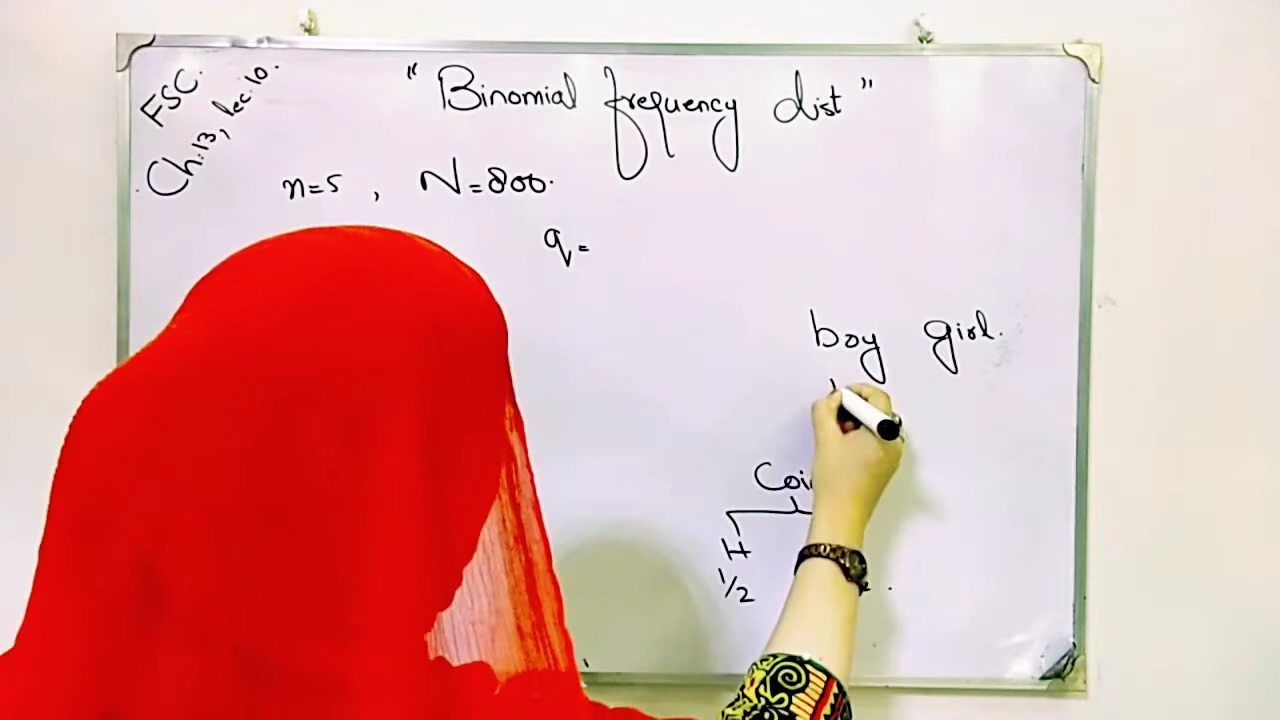 FSC.
Ch:13, lec:10.
“Binomial frequency dist”
n=5 , N=800.
q=
boy girl.
H
1/2